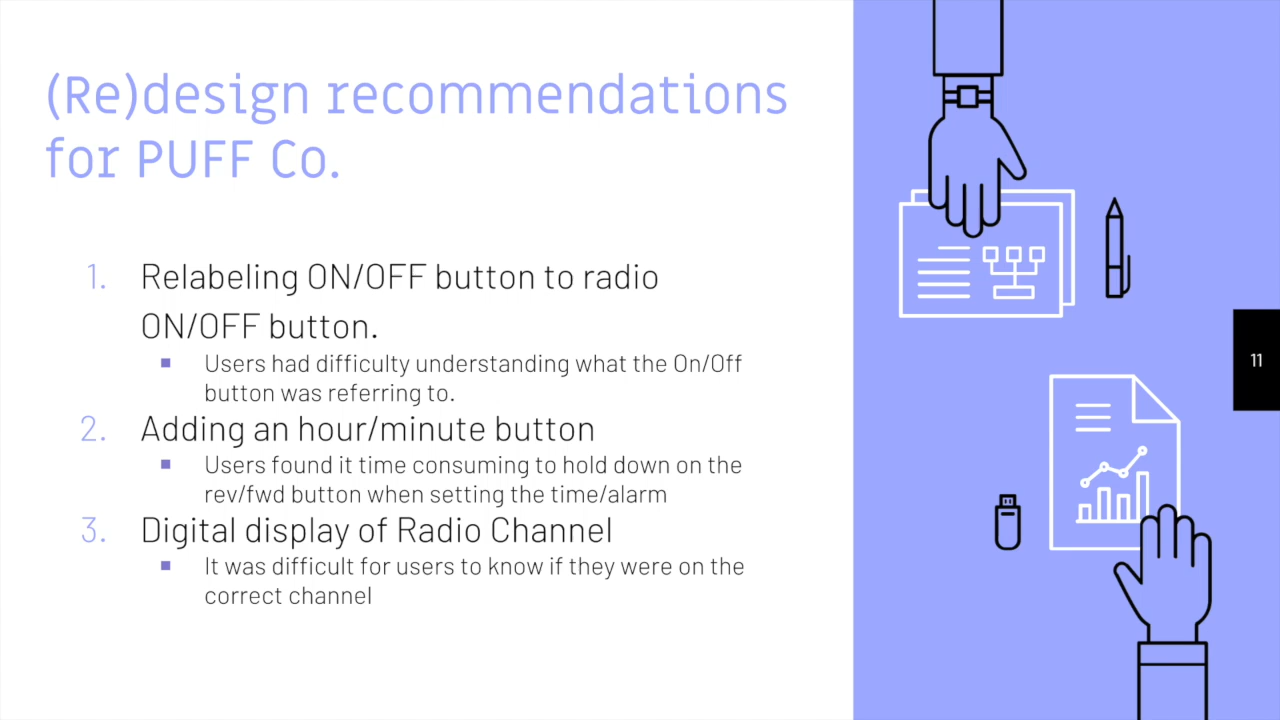 (Re)design recommendations
for PUFF Co.
1. Relabeling ON/OFF button to radio
ON/OFF button.
■ Users had difficulty understanding what the On/Off
button was referring to.
2. Adding an hour/minute button
■ Users found it time consuming to hold down on the
rev/fwd button when setting the time/alarm
3. Digital display of Radio Channel
■ It was difficult for users to know if they were on the
correct channel
11